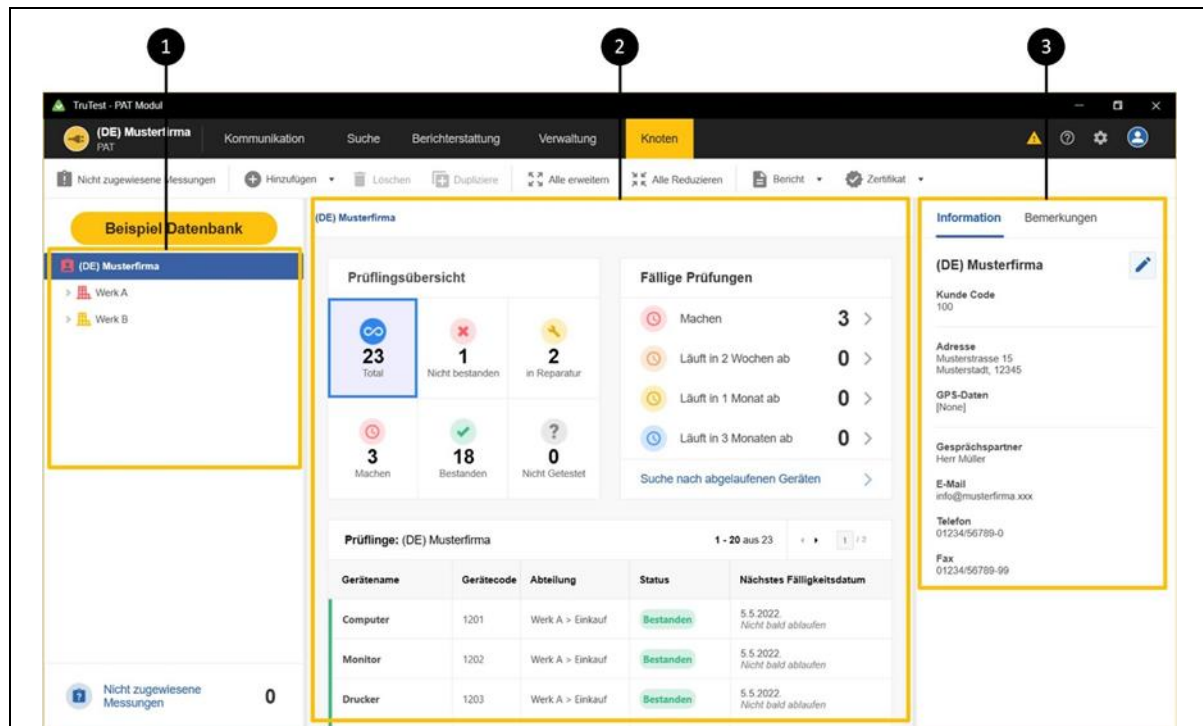 1 2 3
TruTest - PAT Modul
(DE) Musterfirma
PAT
Kommunikation Suche Berichterstattung Verwaltung Knoten
Nicht zugewiesene Messungen Hinzufügen Löschen Dupliziere Alle erweitern Alle Reduzieren Bericht Zertifikat
Beispiel Datenbank
(DE) Musterfirma
Werk A
Werk B
Nicht zugewiesene
Messungen
0
(DE) Musterfirma
Prüflingsübersicht
23
Total
1
Nicht bestanden
2
in Reparatur
3
Machen
18
Bestanden
?
0
Nicht Getestet
Fällige Prüfungen
Machen 3
Läuft in 2 Wochen ab 0
Läuft in 1 Monat ab 0
Läuft in 3 Monaten ab 0
Suche nach abgelaufenen Geräten
Prüflinge: (DE) Musterfirma 1 - 20 aus 23 1 / 2
Gerätename Gerätecode Abteilung Status Nächstes Fälligkeitsdatum
Computer 1201 Werk A > Einkauf Bestanden 5.5.2022.
Nicht bald ablaufen
Monitor 1202 Werk A > Einkauf Bestanden 5.5.2022.
Nicht bald ablaufen
Drucker 1203 Werk A > Einkauf Bestanden 5.5.2022.
Nicht bald ablaufen
Information Bemerkungen
(DE) Musterfirma
Kunde Code
100
Adresse
Musterstrasse 15
Musterstadt, 12345
GPS-Daten
[None]
Gesprächspartner
Herr Müller
E-Mail
info@musterfirma.xxx
Telefon
01234/56789-0
Fax
01234/56789-99